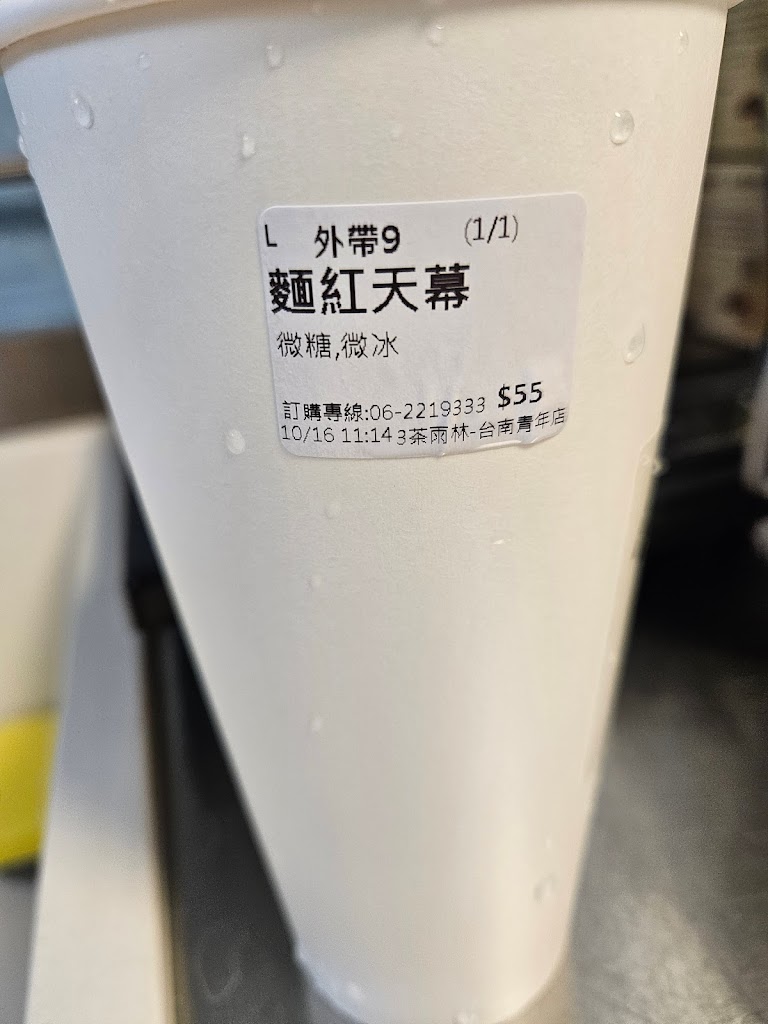 L 外帶9 (1/1)
麵紅天幕
微糖,微冰
訂購專線:06-2219333 $55
10/16 11:14 3茶雨林-台南青年店